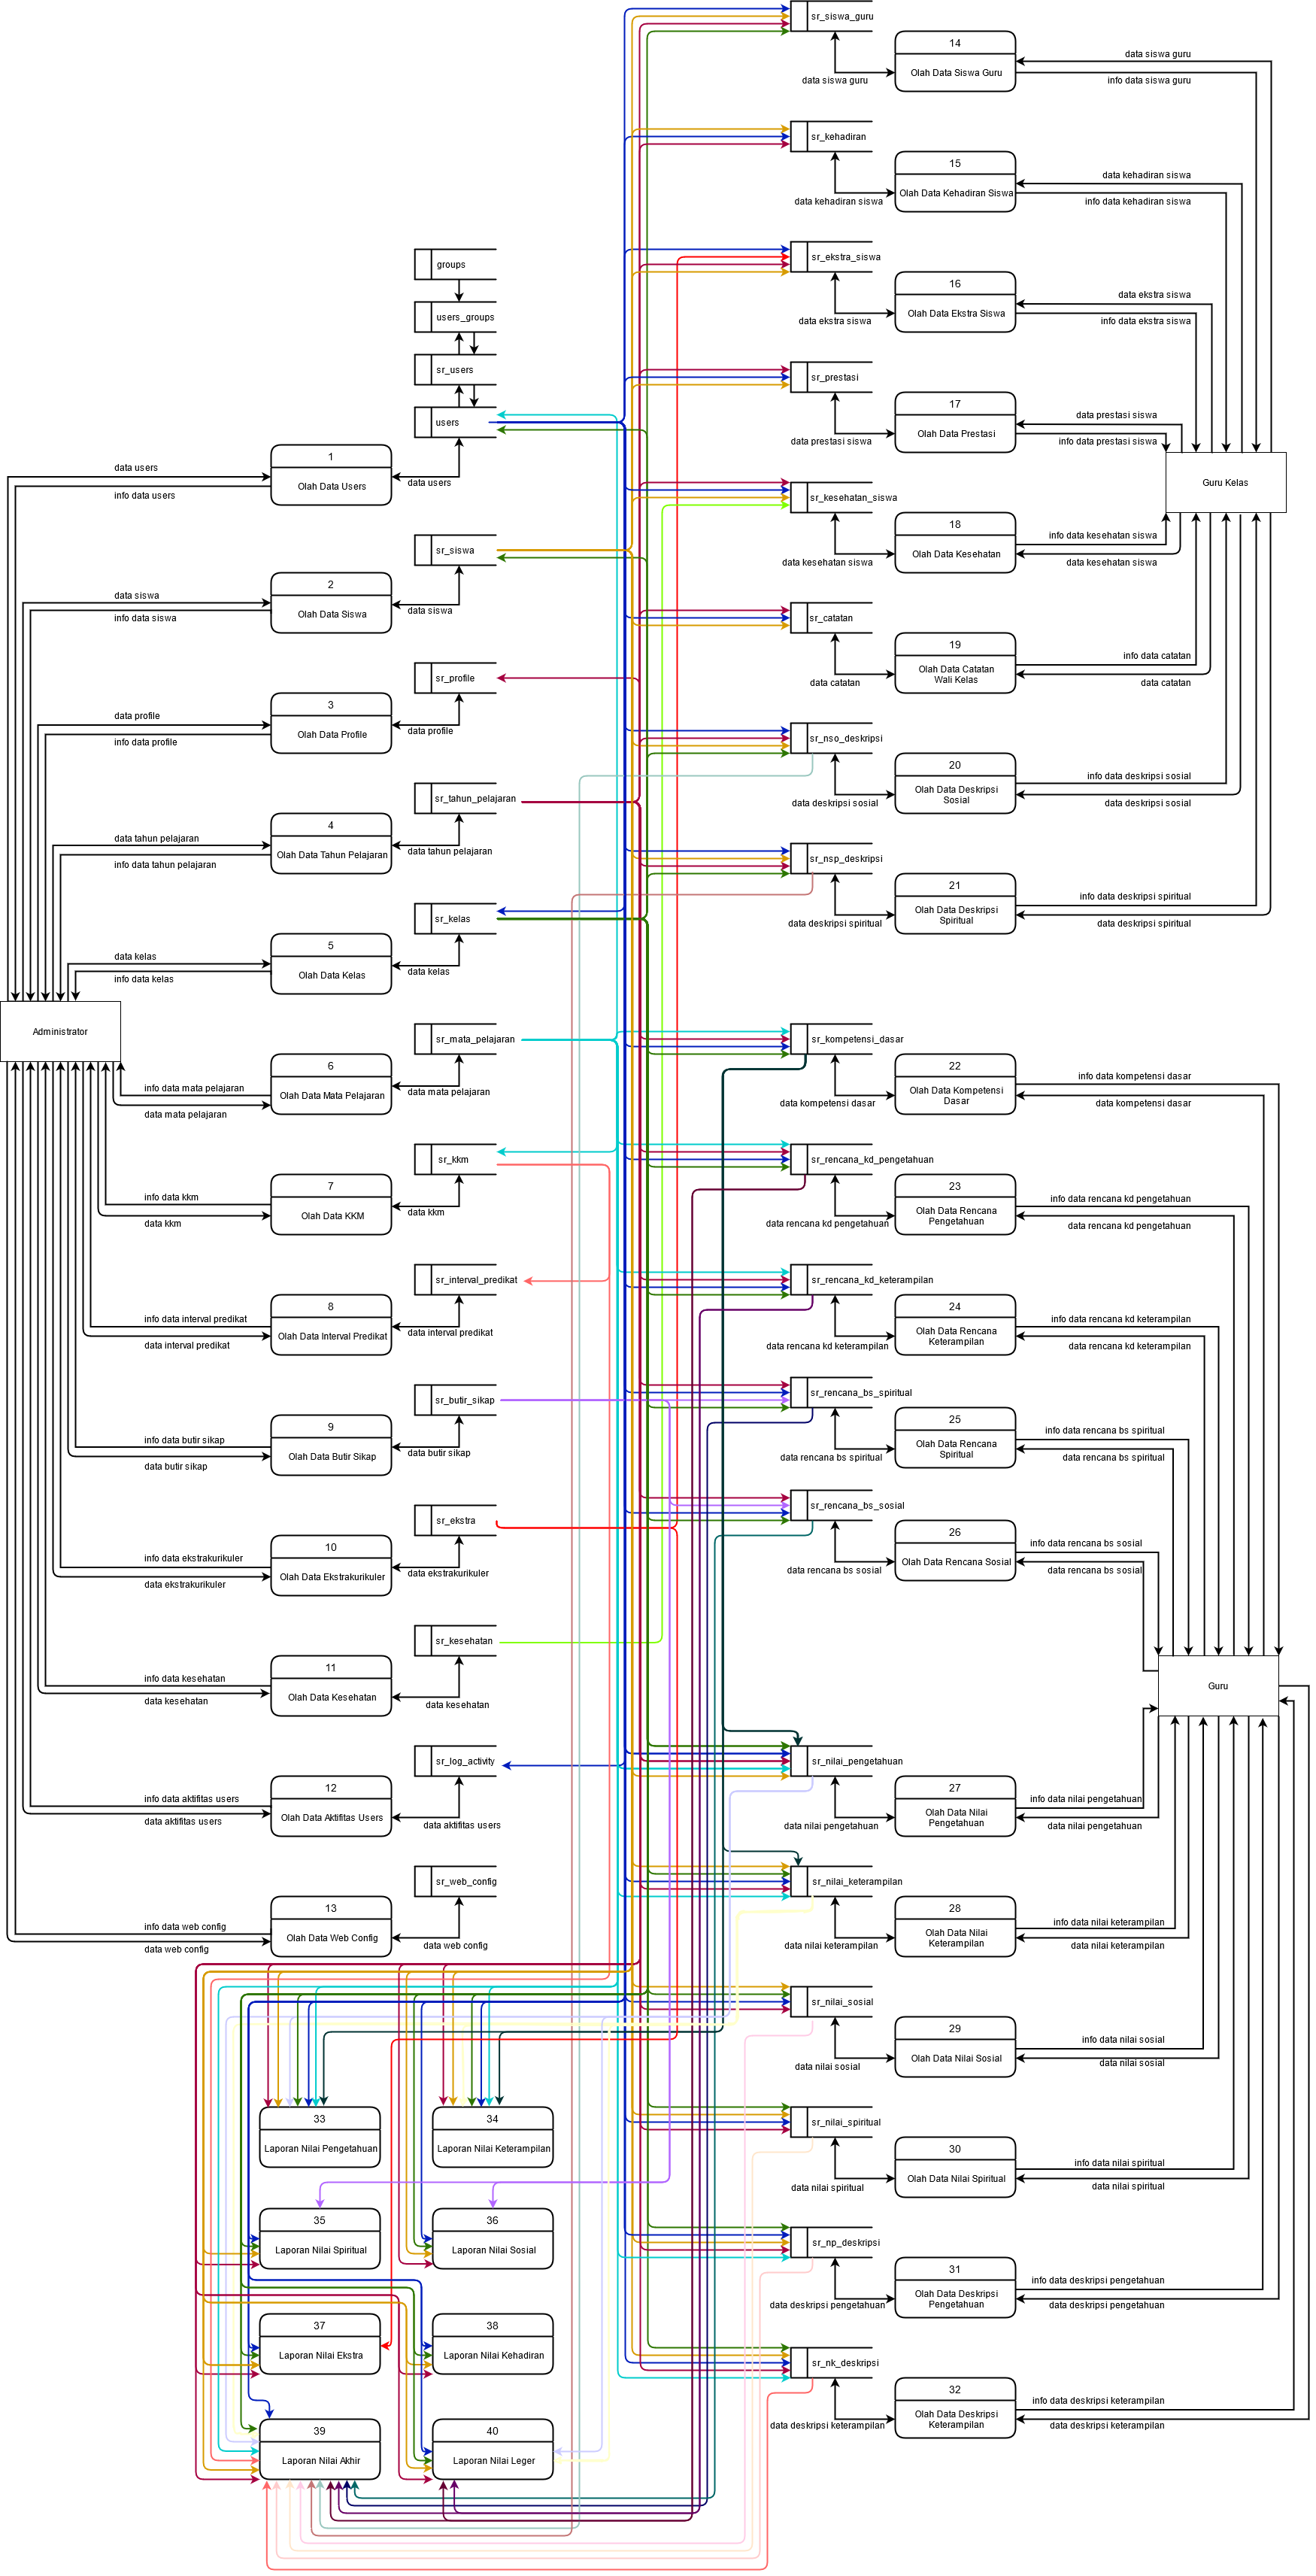 sr_siswa_guru
14
Olah Data Siswa Guru
data siswa guru
data siswa guru
info data siswa guru
sr_kehadiran
15
Olah Data Kehadiran Siswa
data kehadiran siswa
data kehadiran siswa
info data kehadiran siswa
sr_ekstra_siswa
16
Olah Data Ekstra Siswa
data ekstra siswa
data ekstra siswa
info data ekstra siswa
sr_prestasi
17
Olah Data Prestasi
data prestasi siswa
data prestasi siswa
info data prestasi siswa
Guru Kelas
sr_kesehatan_siswa
18
Olah Data Kesehatan
data kesehatan siswa
info data kesehatan siswa
data kesehatan siswa
sr_catatan
19
Olah Data Catatan
Wali Kelas
data catatan
info data catatan
data catatan
sr_nso_deskripsi
20
Olah Data Deskripsi
Sosial
data deskripsi sosial
info data deskripsi sosial
data deskripsi sosial
sr_nsp_deskripsi
21
Olah Data Deskripsi
Spiritual
data deskripsi spiritual
info data deskripsi spiritual
data deskripsi spiritual
groups
users_groups
sr_users
users
1
Olah Data Users
data users
info data users
data users
sr_siswa
2
Olah Data Siswa
data siswa
info data siswa
data siswa
sr_profile
3
Olah Data Profile
data profile
info data profile
data profile
sr_tahun_pelajaran
4
Olah Data Tahun Pelajaran
data tahun pelajaran
info data tahun pelajaran
data tahun pelajaran
sr_kelas
5
Olah Data Kelas
data kelas
info data kelas
data kelas
Administrator
sr_mata_pelajaran
6
Olah Data Mata Pelajaran
info data mata pelajaran
data mata pelajaran
data mata pelajaran
sr_kkm
7
Olah Data KKM
info data kkm
data kkm
data kkm
sr_interval_predikat
8
Olah Data Interval Predikat
info data interval predikat
data interval predikat
data interval predikat
sr_butir_sikap
9
Olah Data Butir Sikap
info data butir sikap
data butir sikap
data butir sikap
sr_ekstra
10
Olah Data Ekstrakurikuler
info data ekstrakurikuler
data ekstrakurikuler
data ekstrakurikuler
sr_kesehatan
11
Olah Data Kesehatan
info data kesehatan
data kesehatan
data kesehatan
sr_log_activity
12
Olah Data Aktifitas Users
info data aktifitas users
data aktifitas users
data aktifitas users
sr_web_config
13
Olah Data Web Config
info data web config
data web config
data web config
sr_kompetensi_dasar
22
Olah Data Kompetensi
Dasar
data kompetensi dasar
info data kompetensi dasar
data kompetensi dasar
sr_rencana_kd_pengetahuan
23
Olah Data Rencana
Pengetahuan
data rencana kd pengetahuan
info data rencana kd pengetahuan
data rencana kd pengetahuan
sr_rencana_kd_keterampilan
24
Olah Data Rencana
Keterampilan
data rencana kd keterampilan
info data rencana kd keterampilan
data rencana kd keterampilan
sr_rencana_bs_spiritual
25
Olah Data Rencana
Spiritual
data rencana bs spiritual
info data rencana bs spiritual
data rencana bs spiritual
sr_rencana_bs_sosial
26
Olah Data Rencana Sosial
data rencana bs sosial
info data rencana bs sosial
data rencana bs sosial
Guru
sr_nilai_pengetahuan
27
Olah Data Nilai
Pengetahuan
data nilai pengetahuan
info data nilai pengetahuan
data nilai pengetahuan
sr_nilai_keterampilan
28
Olah Data Nilai
Keterampilan
data nilai keterampilan
info data nilai keterampilan
data nilai keterampilan
sr_nilai_sosial
29
Olah Data Nilai Sosial
data nilai sosial
info data nilai sosial
data nilai sosial
sr_nilai_spiritual
30
Olah Data Nilai Spiritual
data nilai spiritual
info data nilai spiritual
data nilai spiritual
sr_np_deskripsi
31
Olah Data Deskripsi
Pengetahuan
data deskripsi pengetahuan
info data deskripsi pengetahuan
data deskripsi pengetahuan
sr_nk_deskripsi
32
Olah Data Deskripsi
Keterampilan
data deskripsi keterampilan
info data deskripsi keterampilan
data deskripsi keterampilan
33
Laporan Nilai Pengetahuan
34
Laporan Nilai Keterampilan
35
Laporan Nilai Spiritual
36
Laporan Nilai Sosial
37
Laporan Nilai Ekstra
38
Laporan Nilai Kehadiran
39
Laporan Nilai Akhir
40
Laporan Nilai Leger